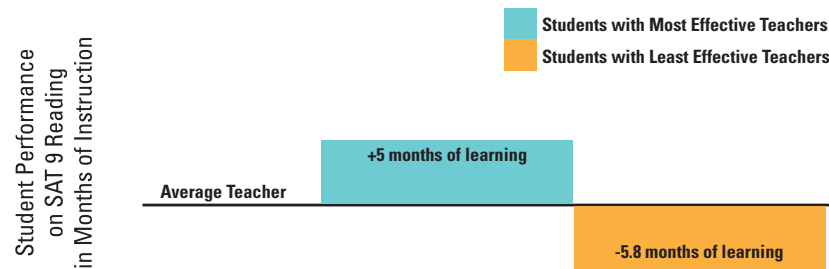 Students with Most Effective Teachers
Students with Least Effective Teachers
Student Performance
on SAT 9 Reading
in Months of Instruction
+5 months of learning
Average Teacher
-5.8 months of learning